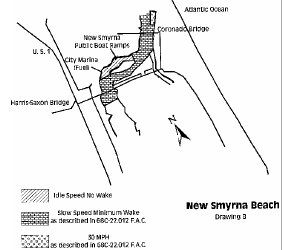 Atlantic Ocean
Coronado Bridge
New Smyrna
Public Boat Ramps
U. S. 1
City Marina
(Fuel)
Harris-Saxon Bridge
N
Idle Speed No Wake
Slow Speed Minimum Wake
as described in 68C-22.012 F.A.C.
30 MPH
as described in 68C-22.012 F.A.C.
New Smyrna Beach
Drawing B